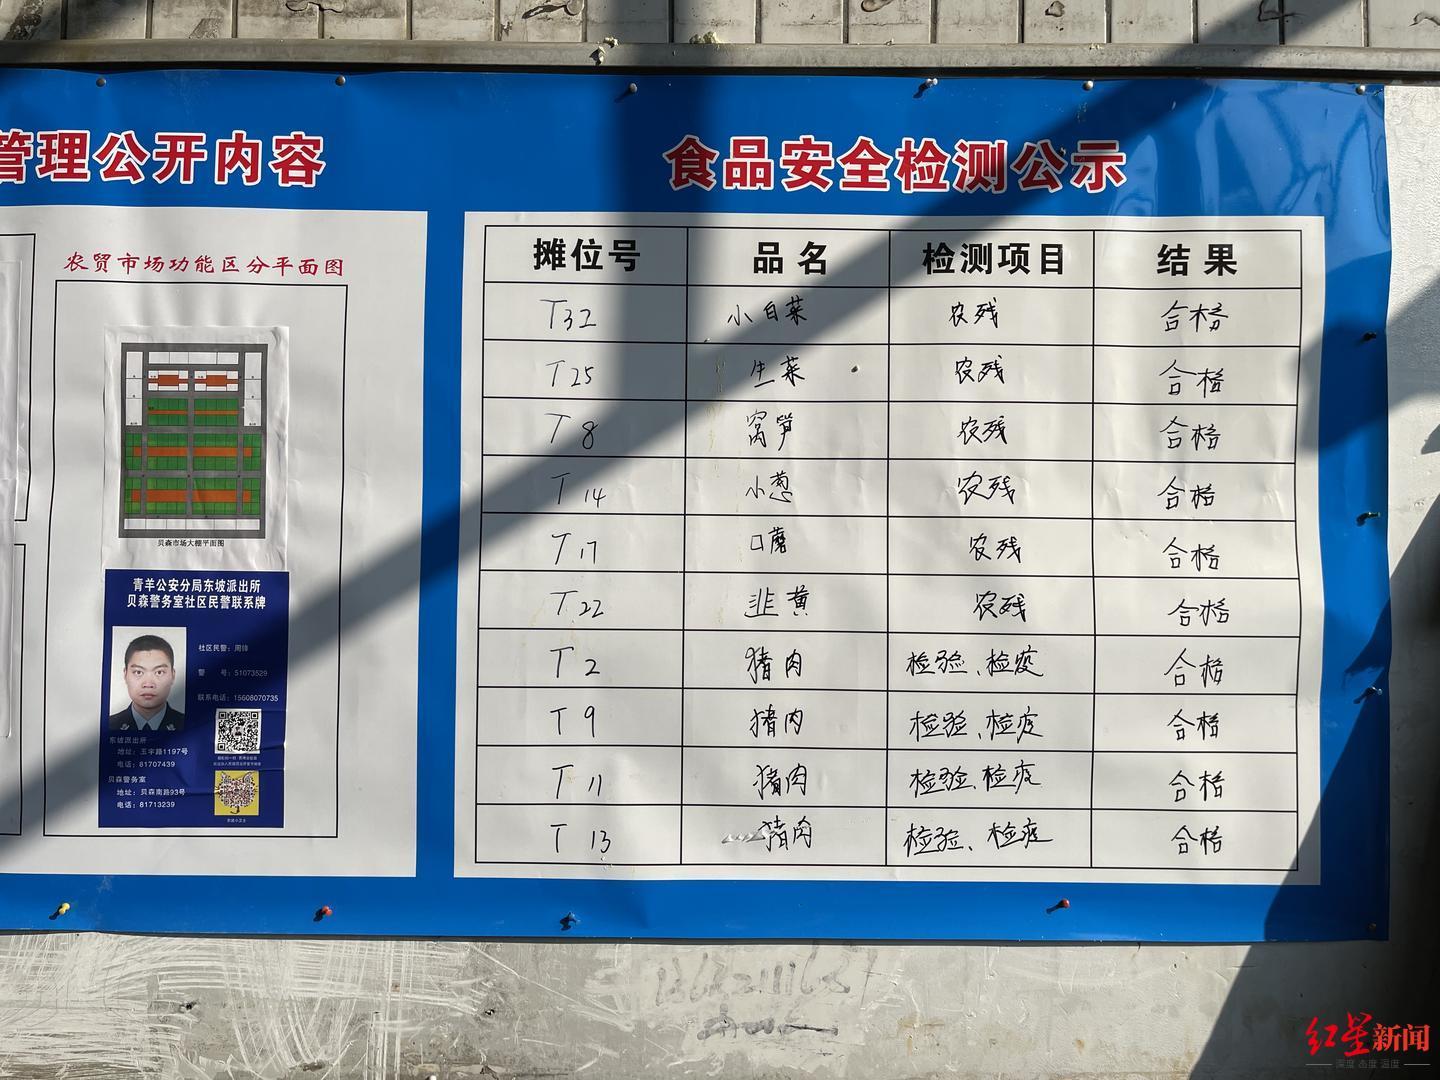 管理公开内容
食品安全检测公示
农贸市场功能区分平面图
贝森市场大棚平面图
青羊公安分局东坡派出所
贝森警务室社区民警联系牌
社区民警：周锋
警 号：51073529
联系电话：15608070735
东坡派出所
地址：玉宇路1197号
电话：81707439
贝森警务室
地址：贝森南路93号
电话：81713239
摊位号 品名 检测项目 结果
T32 小白菜 农残 合格
T25 生菜 农残 合格
T8 窝笋 农残 合格
T14 小葱 农残 合格
T17 口蘑 农残 合格
T22 韭黄 农残 合格
T2 猪肉 检验、检疫 合格
T9 猪肉 检验、检疫 合格
T11 猪肉 检验、检疫 合格
T13 猪肉 检验、检疫 合格
红星新闻
深度 态度 温度